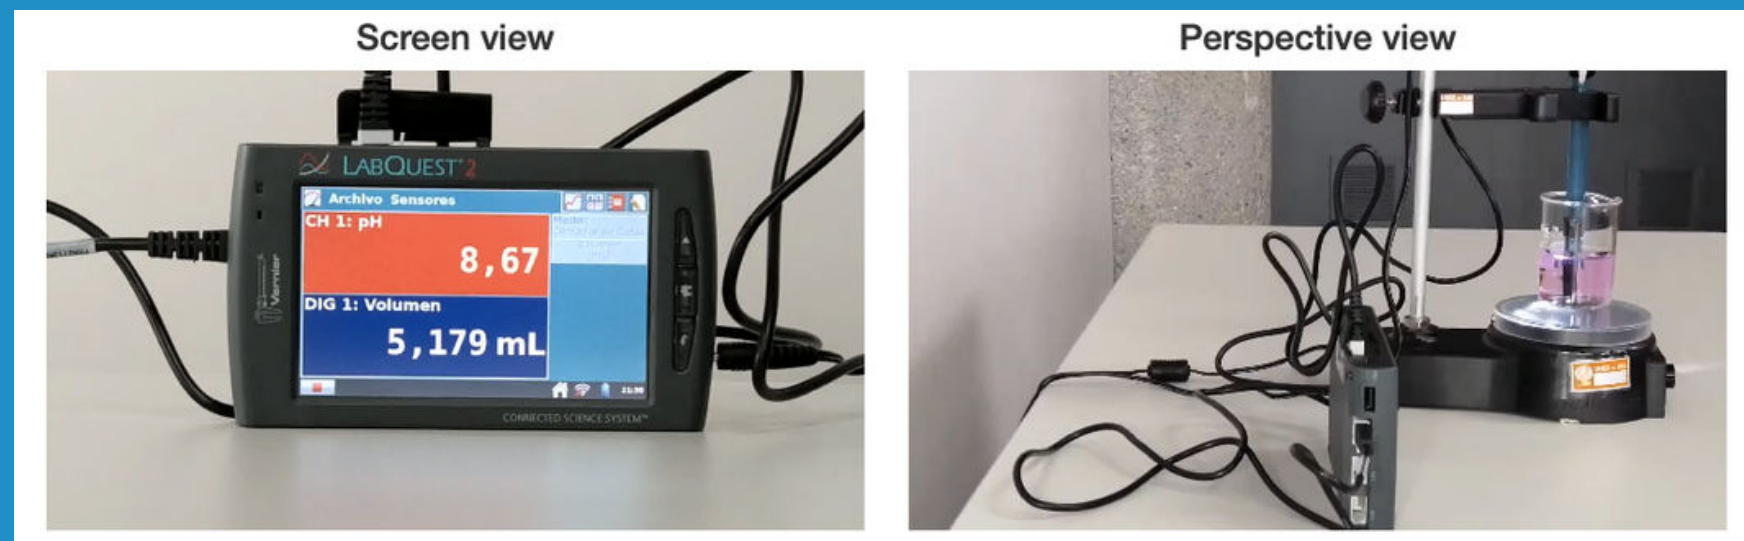 Screen view
Perspective view
LABQUEST 2
Archivo Sensores
CH 1: pH
8,67
DIG 1: Volumen
5,179 mL
Vernier
CONNECTED SCIENCE SYSTEM™